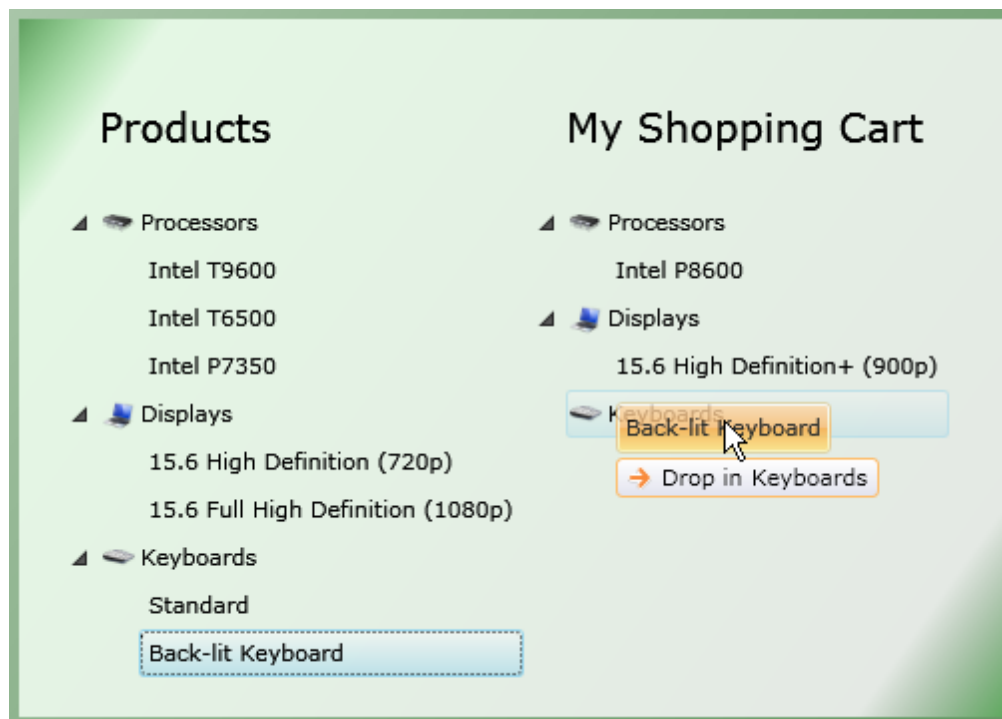 Products
Processors
Intel T9600
Intel T6500
Intel P7350
Displays
15.6 High Definition (720p)
15.6 Full High Definition (1080p)
Keyboards
Standard
Back-lit Keyboard
My Shopping Cart
Processors
Intel P8600
Displays
15.6 High Definition+ (900p)
Keyboards
Back-lit Keyboard
Drop in Keyboards